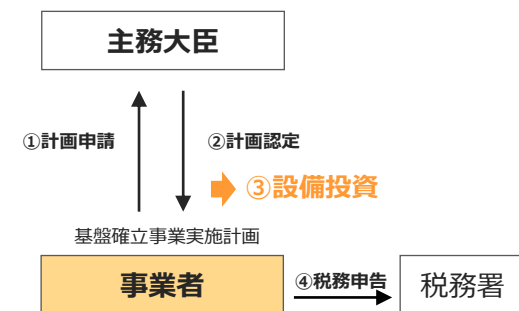 主務大臣
①計画申請
②計画認定
③設備投資
基盤確立事業実施計画
事業者
④税務申告
税務署